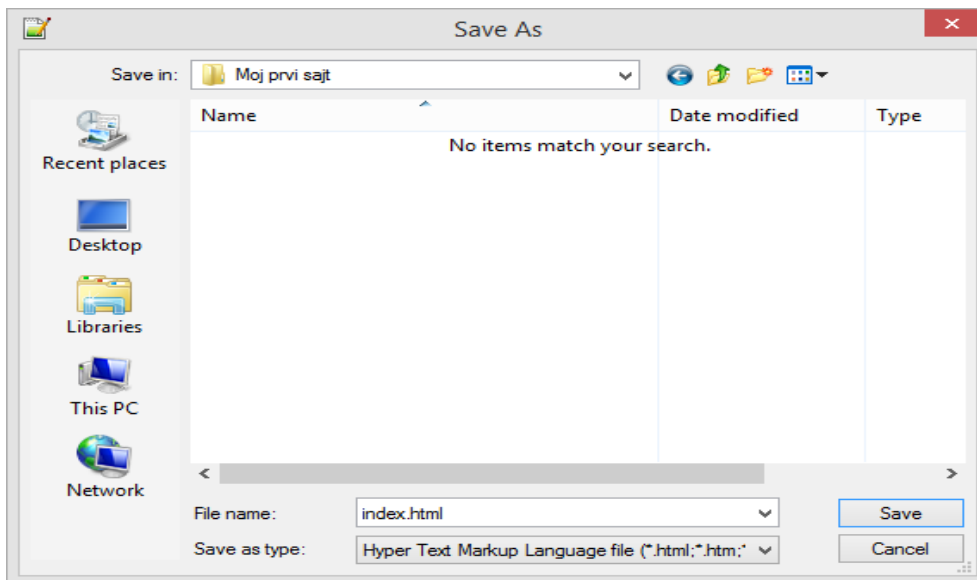 Save As
Save in:
Moj prvi sajt
Name
Date modified
Type
No items match your search.
Recent places
Desktop
Libraries
This PC
Network
File name:
index.html
Save
Save as type:
Hyper Text Markup Language file (*.html;*.htm;*
Cancel